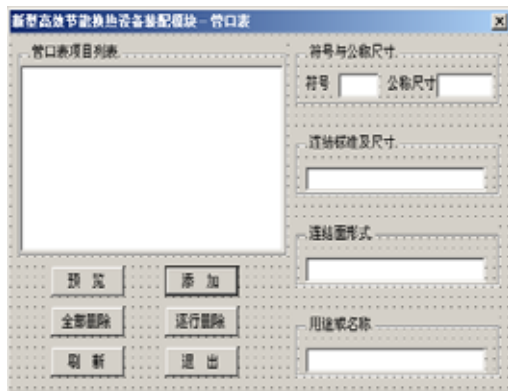 新型高效节能换热设备装配模块－管口表
管口表项目列表
符号与公称尺寸
符号
公称尺寸
连结标准及尺寸
连结面形式
用途或名称
预 览
添 加
全部删除
逐行删除
刷 新
退 出